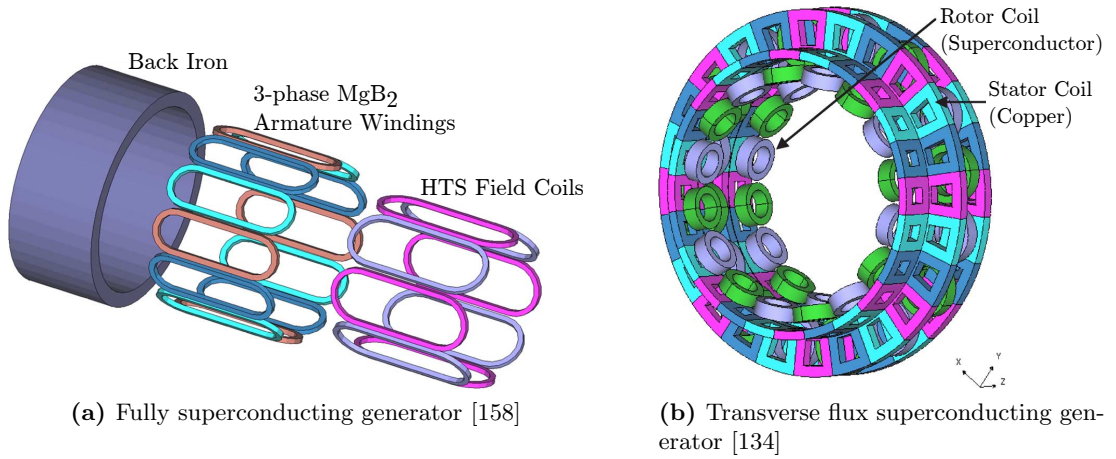 Back Iron
3-phase MgB2
Armature Windings
HTS Field Coils
(a) Fully superconducting generator [158]
Rotor Coil
(Superconductor)
Stator Coil
(Copper)
X
Y
Z
(b) Transverse flux superconducting gen-
erator [134]